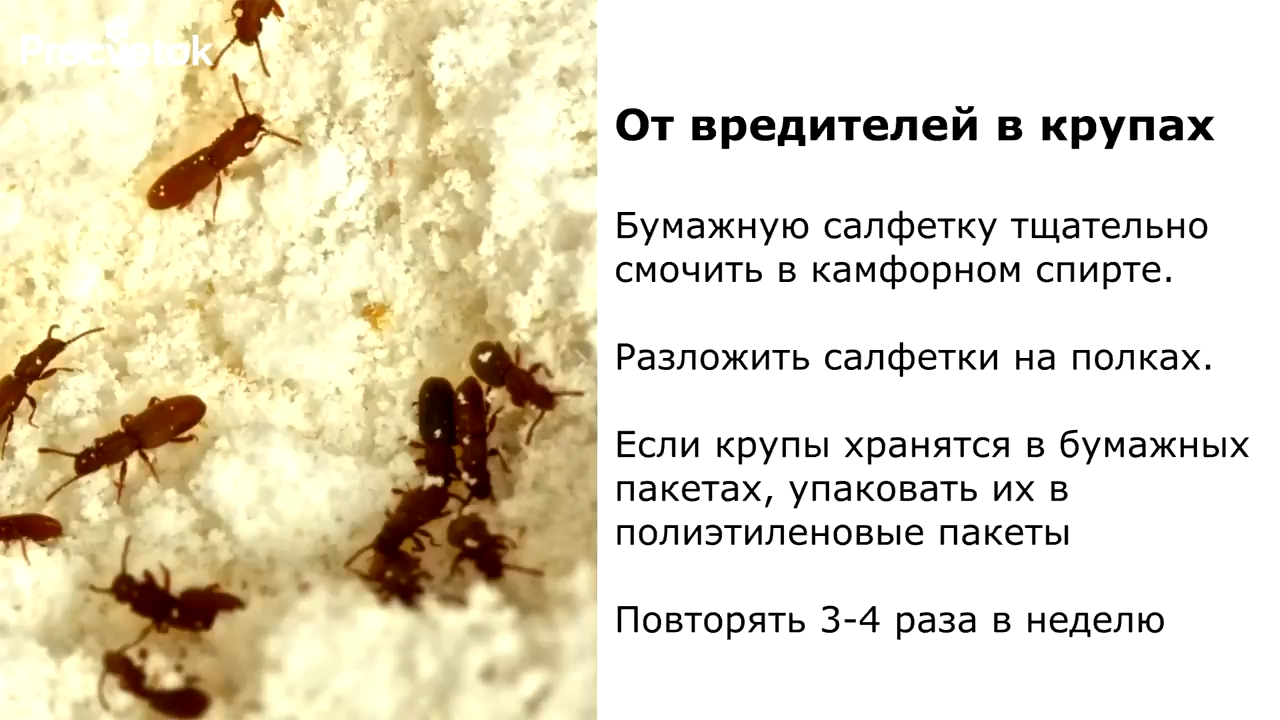 Procvetok
От вредителей в крупах
Бумажную салфетку тщательно
смочить в камфорном спирте.
Разложить салфетки на полках.
Если крупы хранятся в бумажных
пакетах, упаковать их в
полиэтиленовые пакеты
Повторять 3-4 раза в неделю